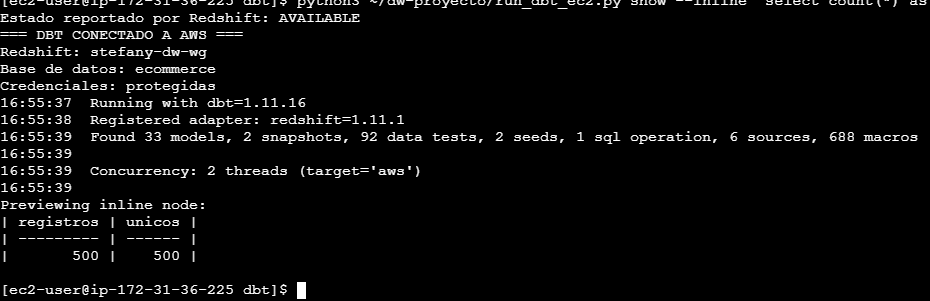 [ec2-user@ip-172-31-36-225 dbt]$ python3 ~/dw-proyecto/run_dbt_ec2.py show --inline "select count(*) as
Estado reportado por Redshift: AVAILABLE
=== DBT CONECTADO A AWS ===
Redshift: stefany-dw-wg
Base de datos: ecommerce
Credenciales: protegidas
16:55:37  Running with dbt=1.11.16
16:55:38  Registered adapter: redshift=1.11.1
16:55:39  Found 33 models, 2 snapshots, 92 data tests, 2 seeds, 1 sql operation, 6 sources, 688 macros
16:55:39
16:55:39  Concurrency: 2 threads (target='aws')
16:55:39
Previewing inline node:
| registros | unicos |
| --------- | ------ |
|       500 |    500 |
[ec2-user@ip-172-31-36-225 dbt]$